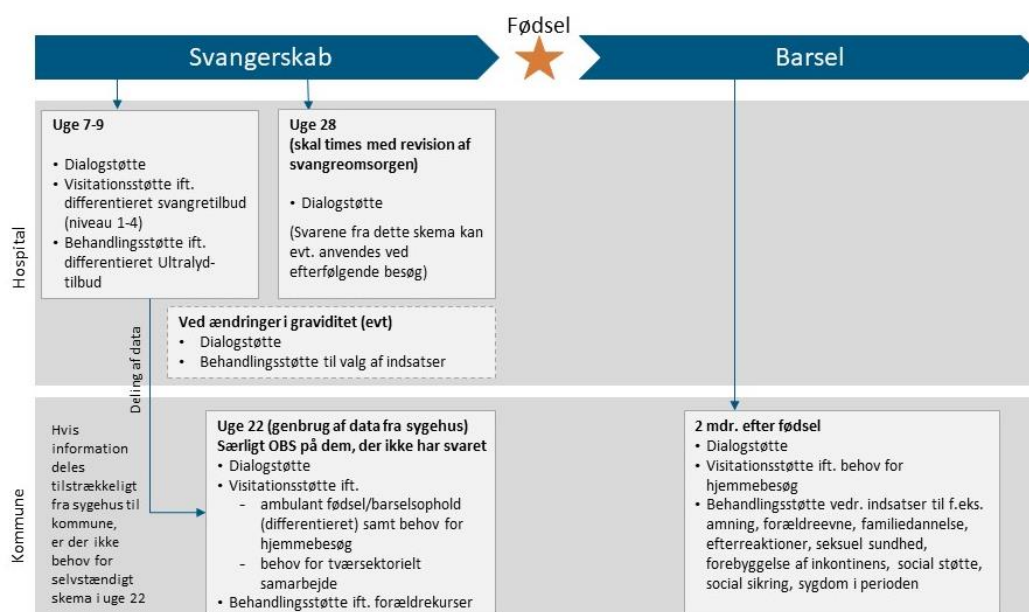 Fødsel
Svangerskab
Barsel
Hospital
Uge 7-9
• Dialogstøtte
• Visitationsstøtte ift.
differentieret svangretilbud
(niveau 1-4)
• Behandlingsstøtte ift.
differentieret Ultralyd-
tilbud
Uge 28
(skal times med revision af
svangreomsorgen)
• Dialogstøtte
(Svarene fra dette skema kan
evt. anvendes ved
efterfølgende besøg)
Ved ændringer i graviditet (evt)
• Dialogstøtte
• Behandlingsstøtte til valg af indsatser
Deling af data
Kommune
Hvis
information
deles
tilstrækkeligt
fra sygehus til
kommune,
er der ikke
behov for
selvstændigt
skema i uge 22
Uge 22 (genbrug af data fra sygehus)
Særligt OBS på dem, der ikke har svaret
• Dialogstøtte
• Visitationsstøtte ift.
- ambulant fødsel/barselsophold
(differentieret) samt behov for
hjemmebesøg
- behov for tværsektorielt
samarbejde
• Behandlingsstøtte ift. forældrekurser
2 mdr. efter fødsel
• Dialogstøtte
• Visitationsstøtte ift. behov for
hjemmebesøg
• Behandlingsstøtte vedr. indsatser til f.eks.
amning, forældreevne, familiedannelse,
efterreaktioner, seksuel sundhed,
forebyggelse af inkontinens, social støtte,
social sikring, sygdom i perioden